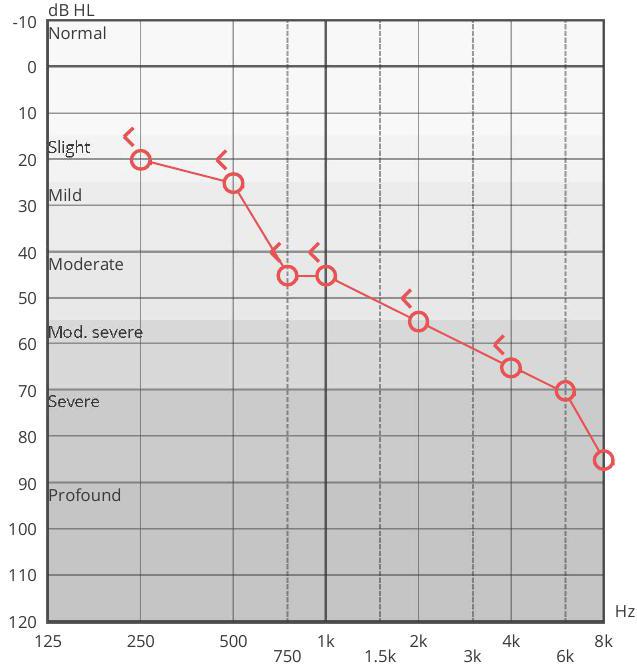 dB HL
-10
Normal
0
10
Slight
20
Mild
30
40
Moderate
50
Mod. severe
60
70
Severe
80
90
Profound
100
110
120
Hz
125 250 500 1k 2k 4k 8k
750 1.5k 3k 6k